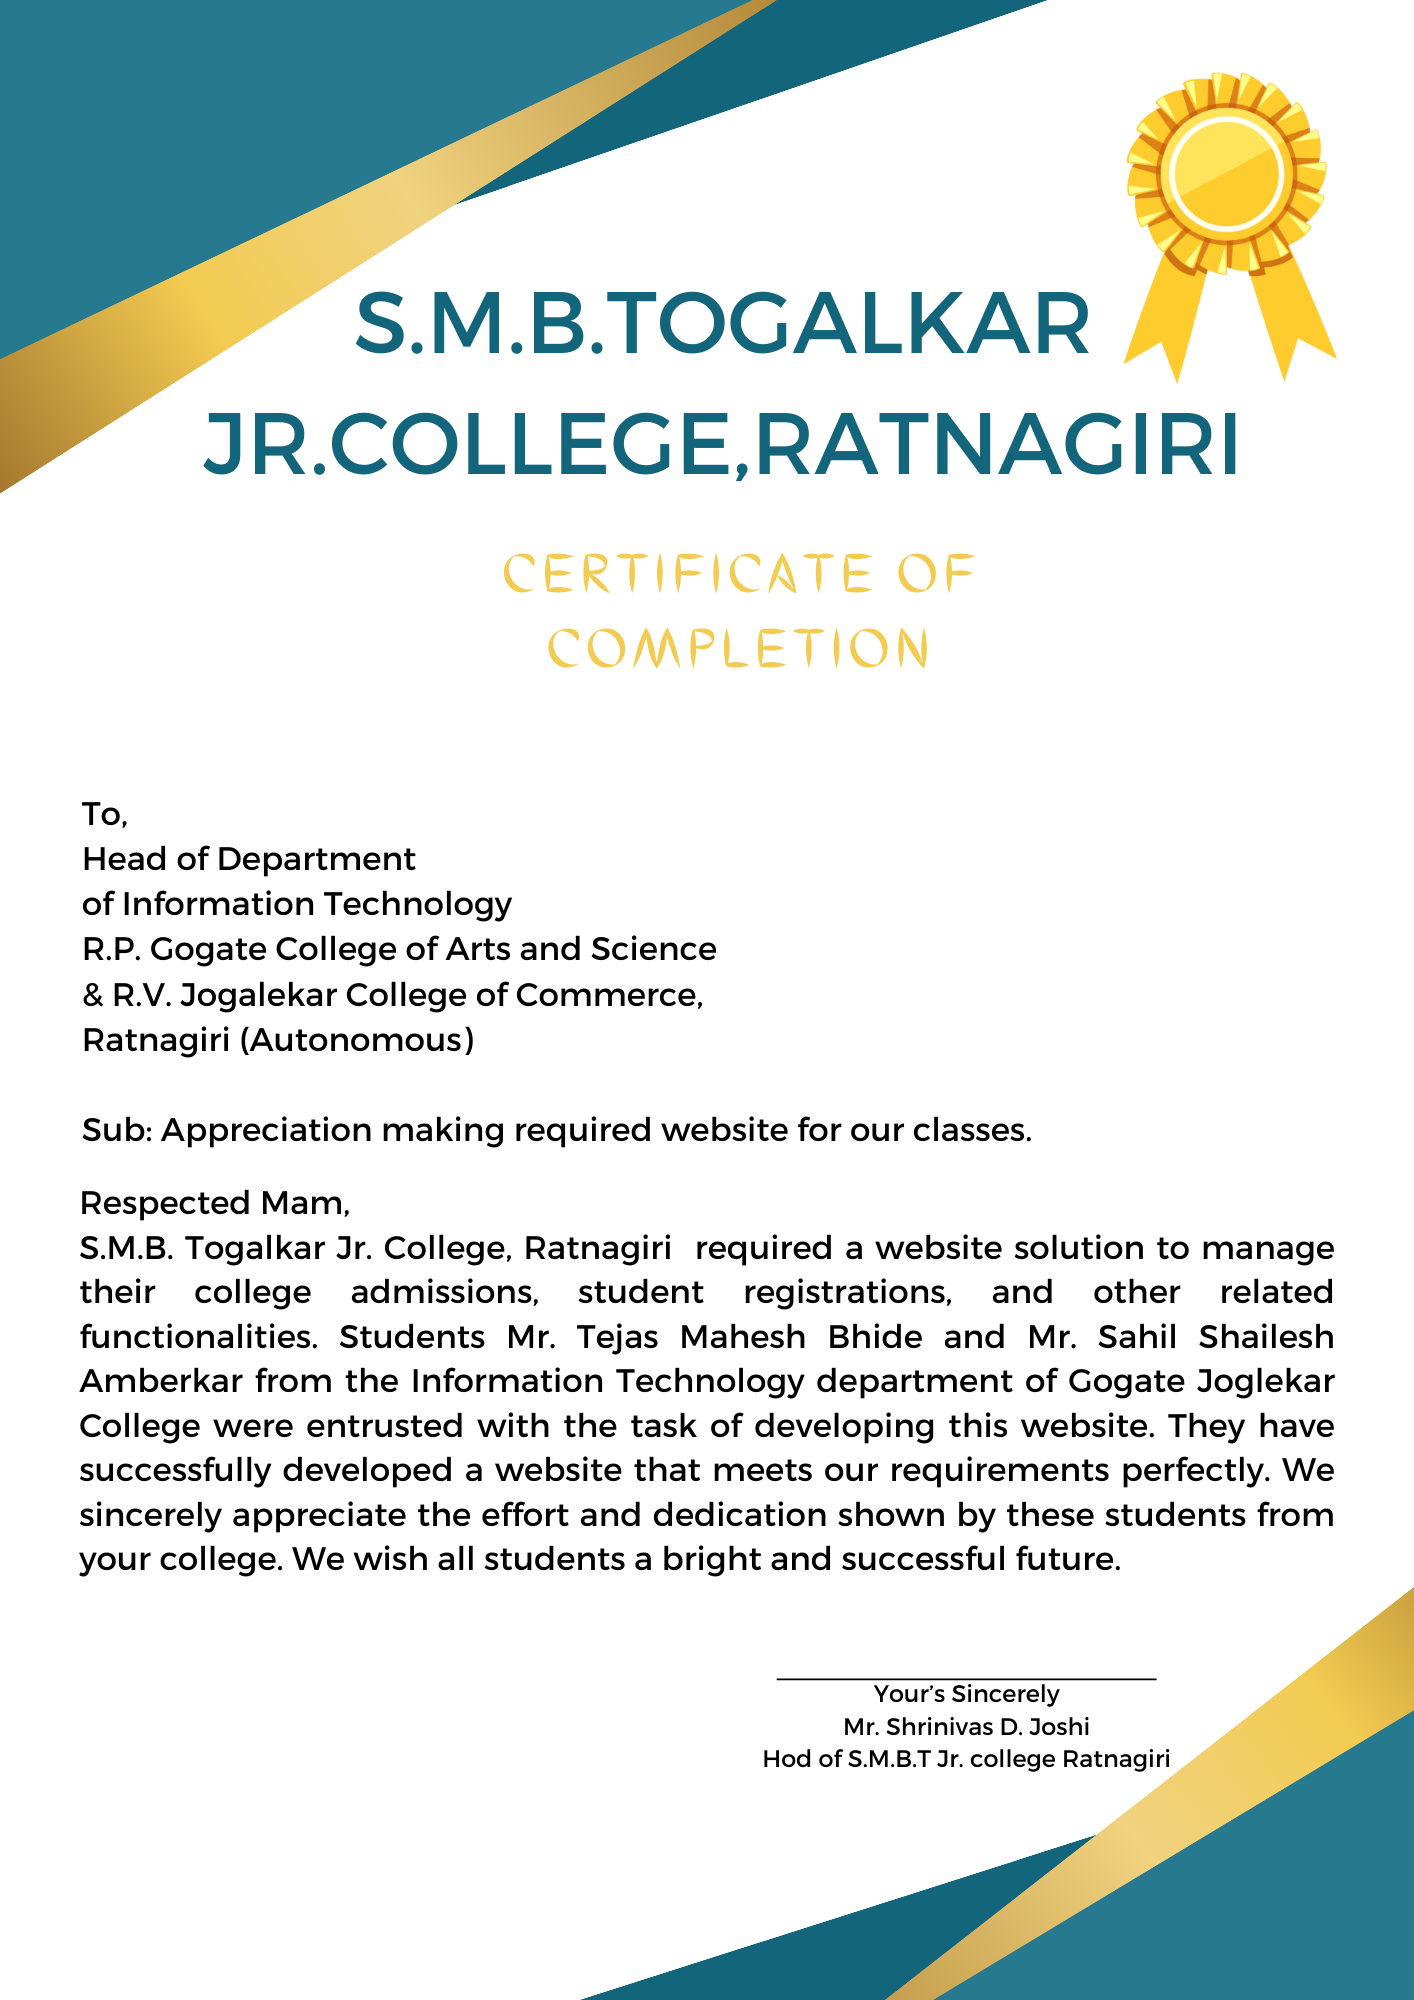 S.M.B.TOGALKAR
JR.COLLEGE,RATNAGIRI
CERTIFICATE OF
COMPLETION
To,
Head of Department
of Information Technology
R.P. Gogate College of Arts and Science
& R.V. Jogalekar College of Commerce,
Ratnagiri (Autonomous)
Sub: Appreciation making required website for our classes.
Respected Mam,
S.M.B. Togalkar Jr. College, Ratnagiri  required a website solution to manage
their college admissions, student registrations, and other related
functionalities. Students Mr. Tejas Mahesh Bhide and Mr. Sahil Shailesh
Amberkar from the Information Technology department of Gogate Joglekar
College were entrusted with the task of developing this website. They have
successfully developed a website that meets our requirements perfectly. We
sincerely appreciate the effort and dedication shown by these students from
your college. We wish all students a bright and successful future.
Your’s Sincerely
Mr. Shrinivas D. Joshi
Hod of S.M.B.T Jr. college Ratnagiri